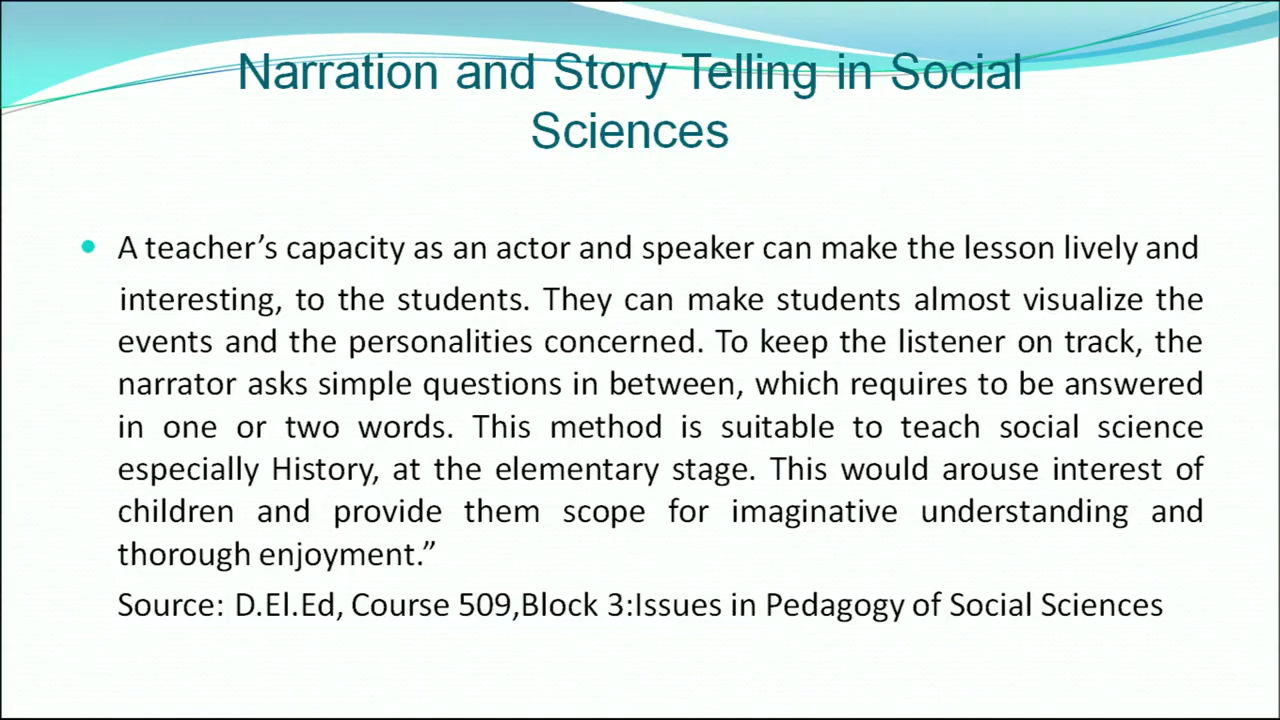 Narration and Story Telling in Social
Sciences
A teacher’s capacity as an actor and speaker can make the lesson lively and
interesting, to the students. They can make students almost visualize the
events and the personalities concerned. To keep the listener on track, the
narrator asks simple questions in between, which requires to be answered
in one or two words. This method is suitable to teach social science
especially History, at the elementary stage. This would arouse interest of
children and provide them scope for imaginative understanding and
thorough enjoyment.”
Source: D.El.Ed, Course 509,Block 3:Issues in Pedagogy of Social Sciences